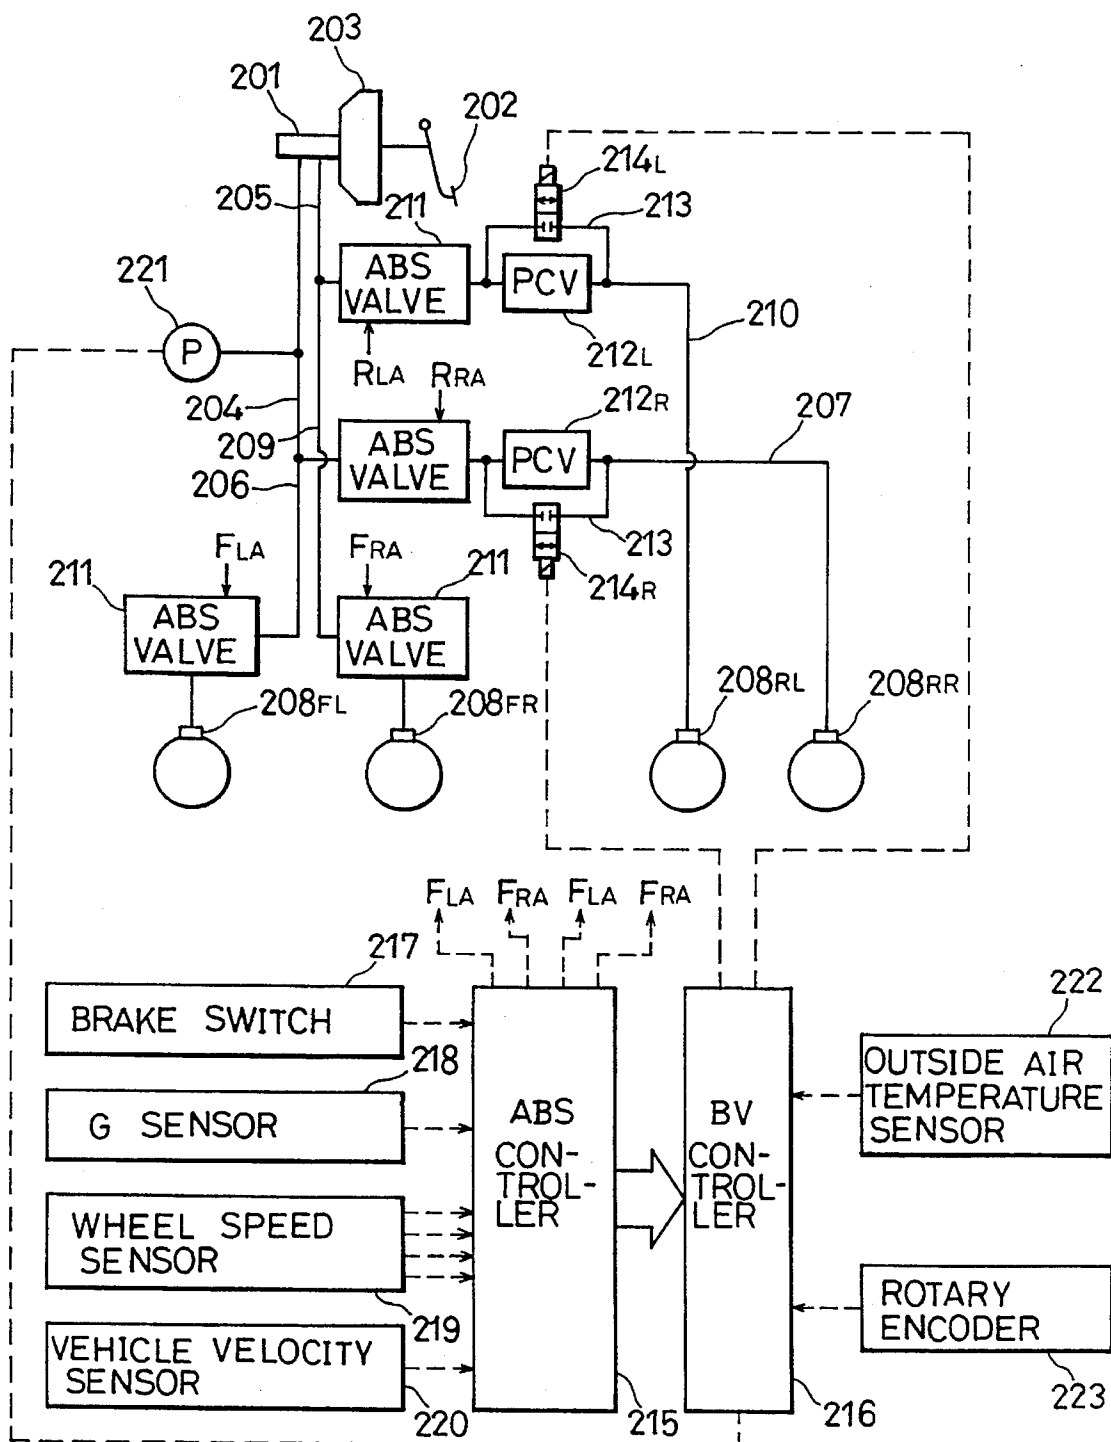 203
201
202
214L
205
211
213
ABS
VALVE
PCV
221
210
P
212L
RLA
RRA
212R
204
207
209
ABS
VALVE
PCV
206
213
FLA
FRA
211
211
214R
ABS
VALVE
ABS
VALVE
208FL
208FR
208RL
208RR
FLA
FRA
FLA
FRA
217
BRAKE SWITCH
222
218
OUTSIDE AIR
TEMPERATURE
SENSOR
G SENSOR
ABS
CON-
TROL-
LER
BV
CON-
TROL-
LER
WHEEL SPEED
SENSOR
219
ROTARY
ENCODER
VEHICLE VELOCITY
SENSOR
220
215
216
223